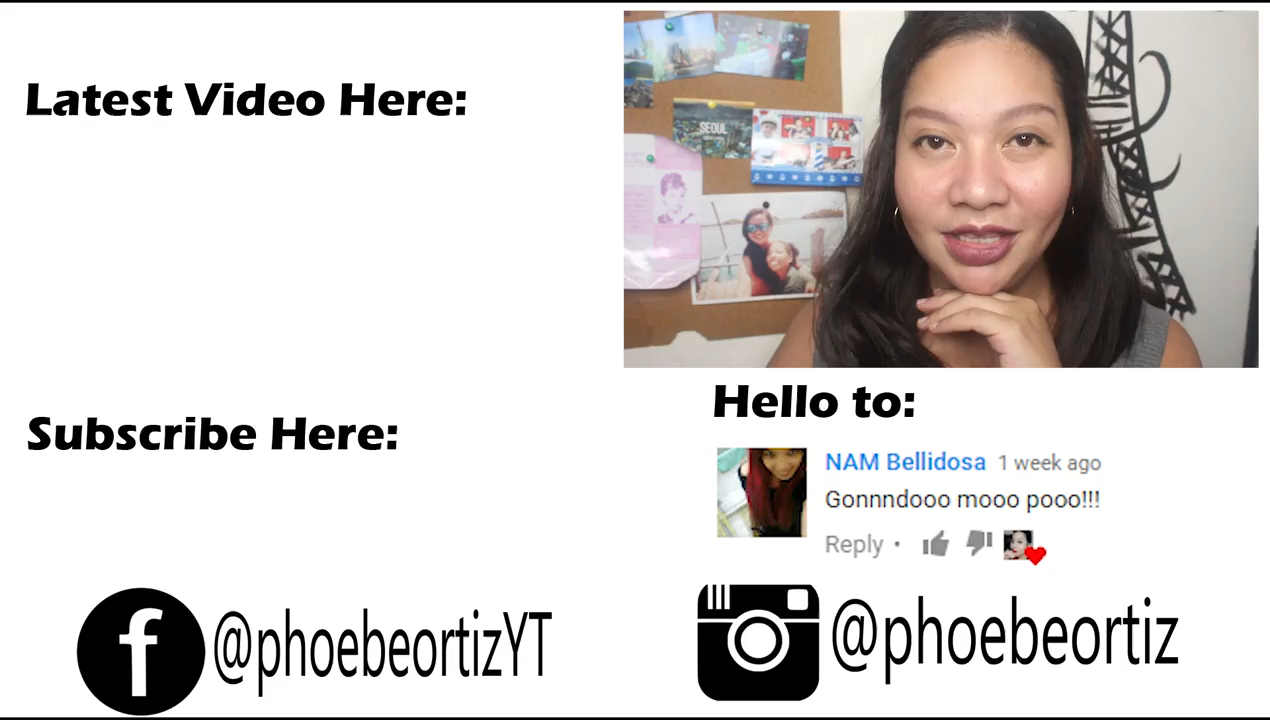 Latest Video Here:
SEOUL
Subscribe Here:
Hello to:
NAM Bellidosa 1 week ago
Gonnndooo mooo pooo!!!
Reply •
@phoebeortizYT
@phoebeortiz